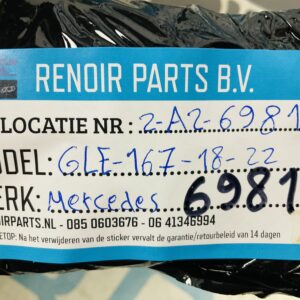 RENOIR PARTS B.V.
LOCATIE NR: 2-A2-6981
ODEL: GLE-167-18-22
ERK: Mercedes 6981
IRPARTS.NL - 085 0603676 - 06 41346994
ETOP: Na het verwijderen van de sticker vervalt de garantie/retourbeleid van 14 dagen